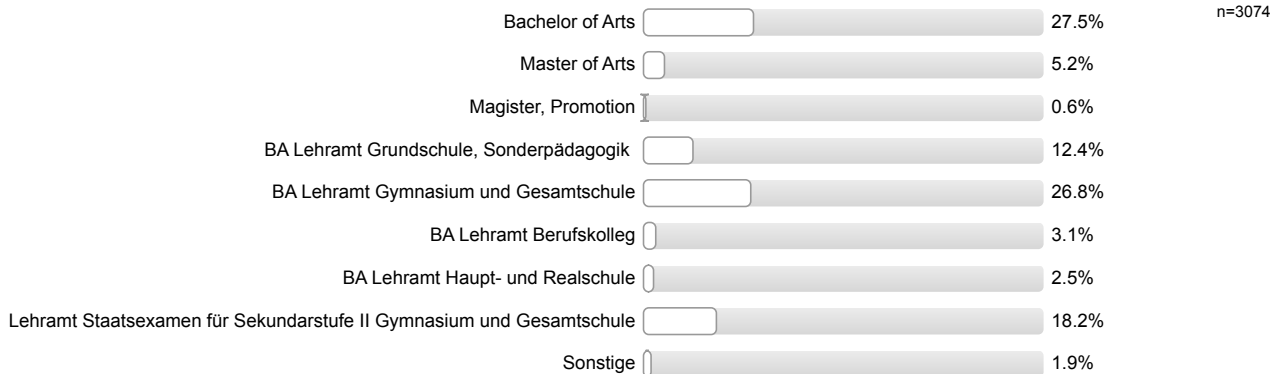 n=3074
Bachelor of Arts 27.5%
Master of Arts 5.2%
Magister, Promotion 0.6%
BA Lehramt Grundschule, Sonderpädagogik 12.4%
BA Lehramt Gymnasium und Gesamtschule 26.8%
BA Lehramt Berufskolleg 3.1%
BA Lehramt Haupt- und Realschule 2.5%
Lehramt Staatsexamen für Sekundarstufe II Gymnasium und Gesamtschule 18.2%
Sonstige 1.9%